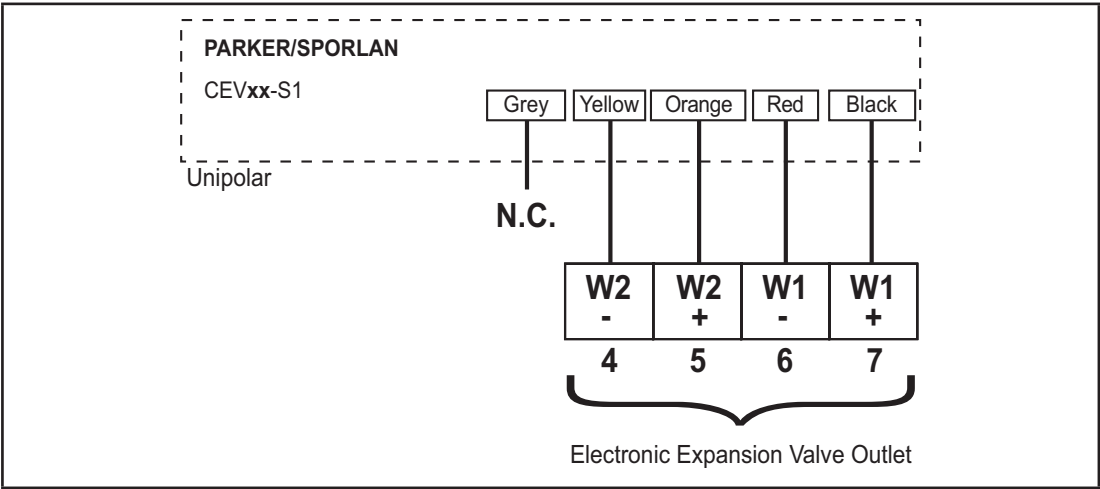 PARKER/SPORLAN
CEVxx-S1
Grey Yellow Orange Red Black
Unipolar
N.C.
W2 W2 W1 W1
- + - +
4 5 6 7
Electronic Expansion Valve Outlet